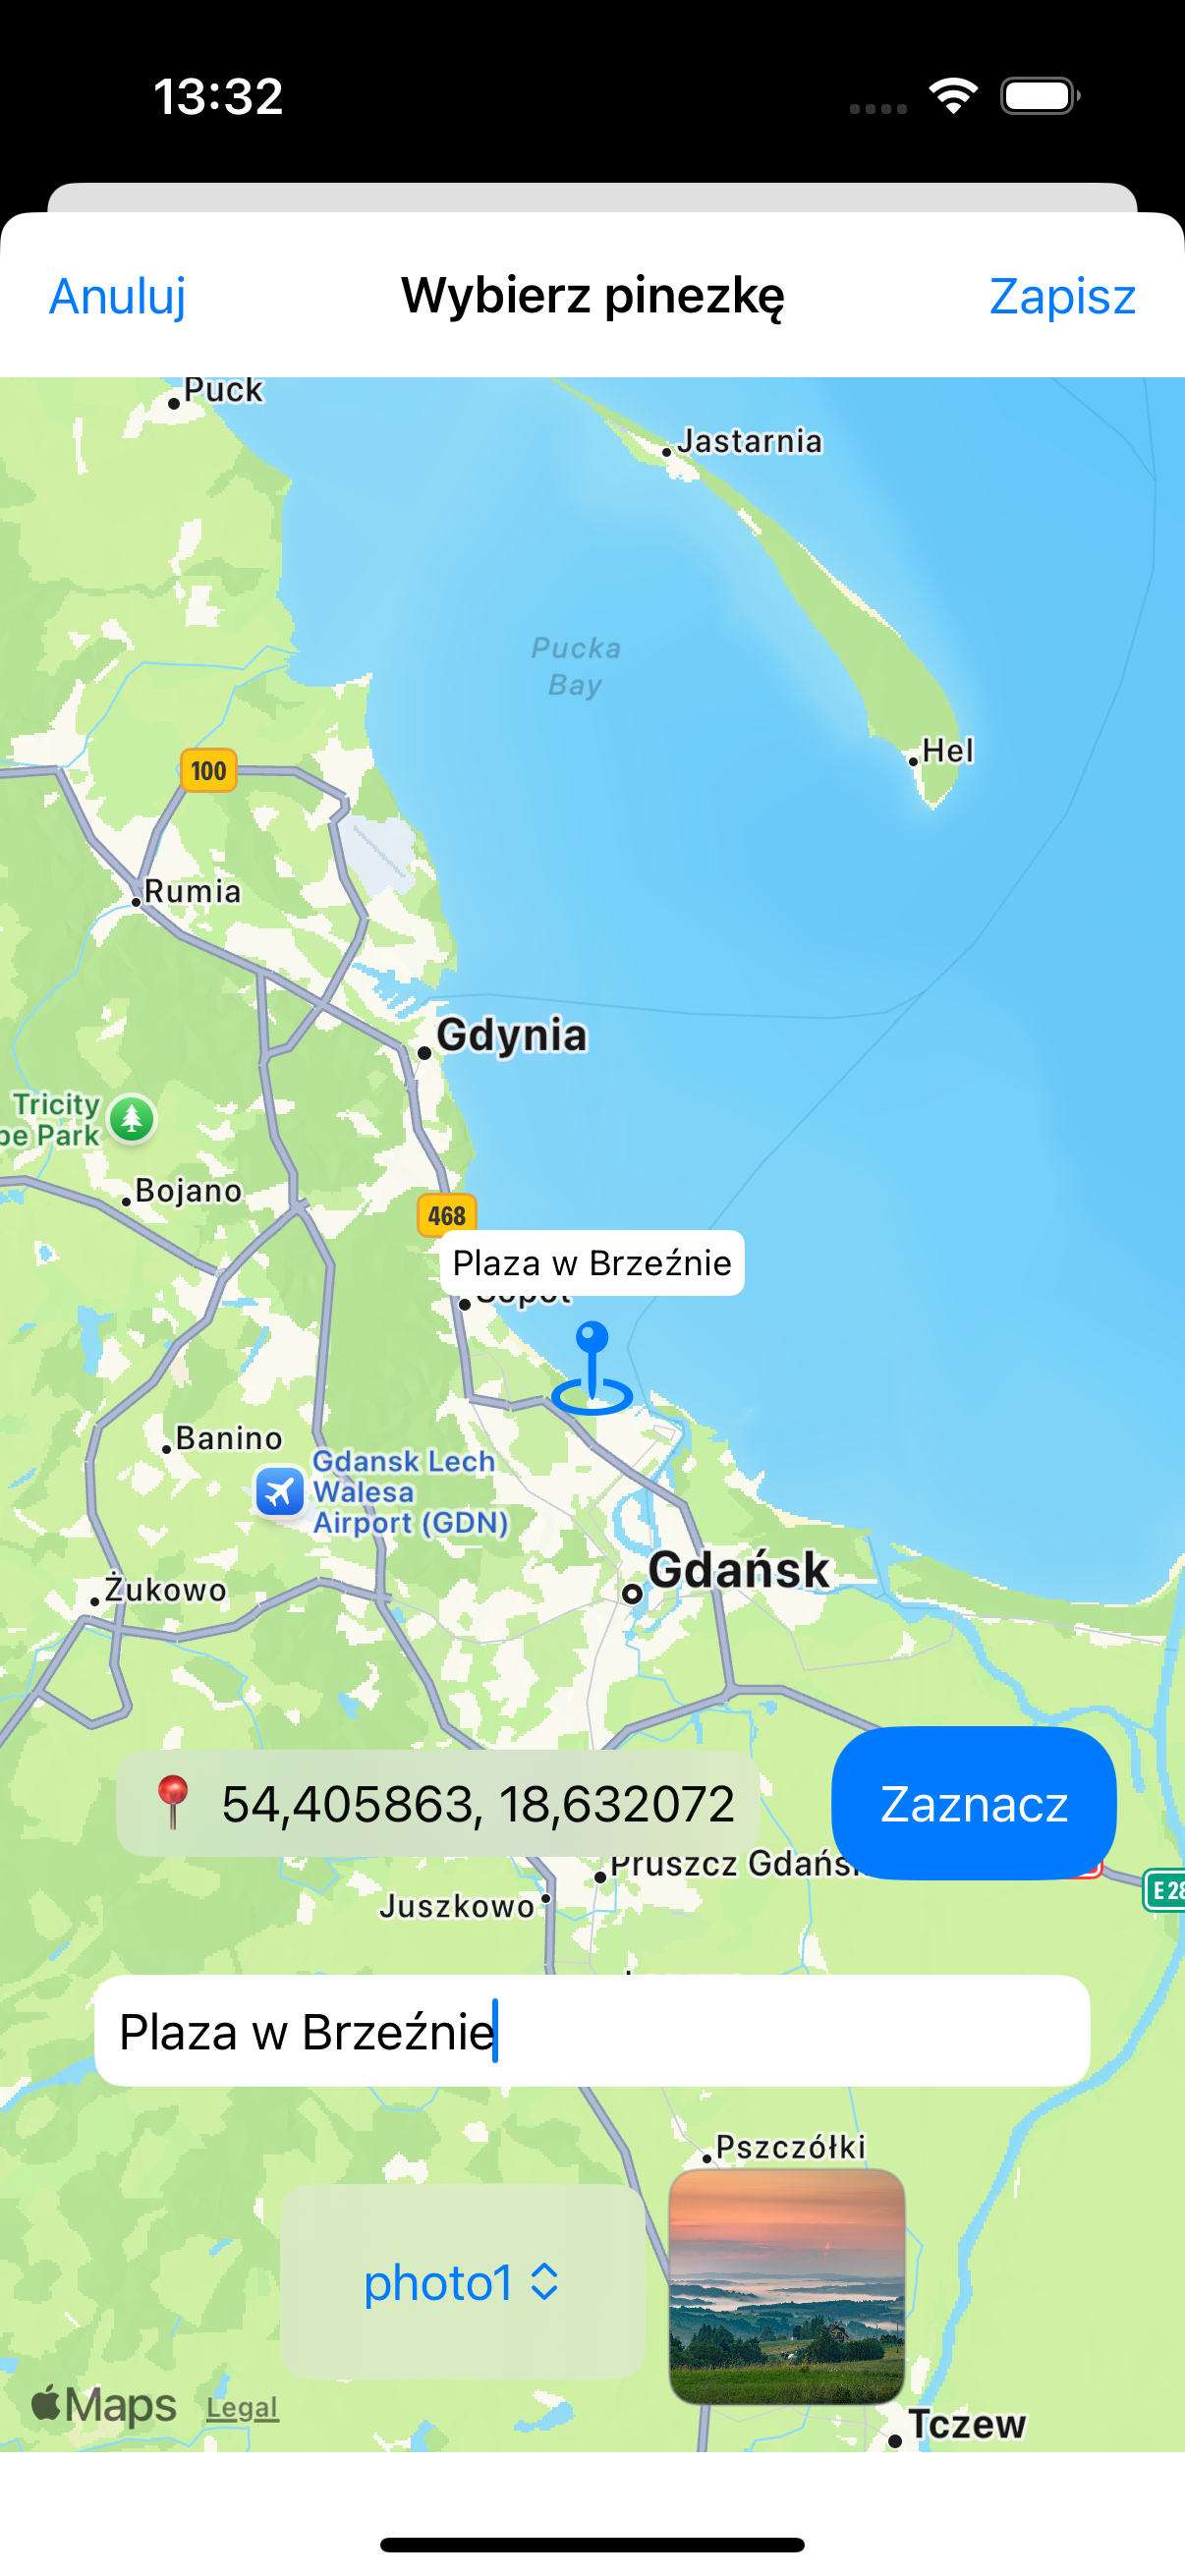 13:32
Anuluj
Wybierz pinezkę
Zapisz
Puck
Jastarnia
Pucka
Bay
Hel
100
Rumia
Gdynia
Tricity
pe Park
Bojano
468
Plaza w Brzeźnie
Sopot
Banino
Gdansk Lech
Walesa
Airport (GDN)
Gdańsk
Żukowo
54,405863, 18,632072
Zaznacz
Pruszcz Gdańs
Juszkowo
E 28
Plaza w Brzeźnie
Pszczółki
photo1
Maps
Legal
Tczew